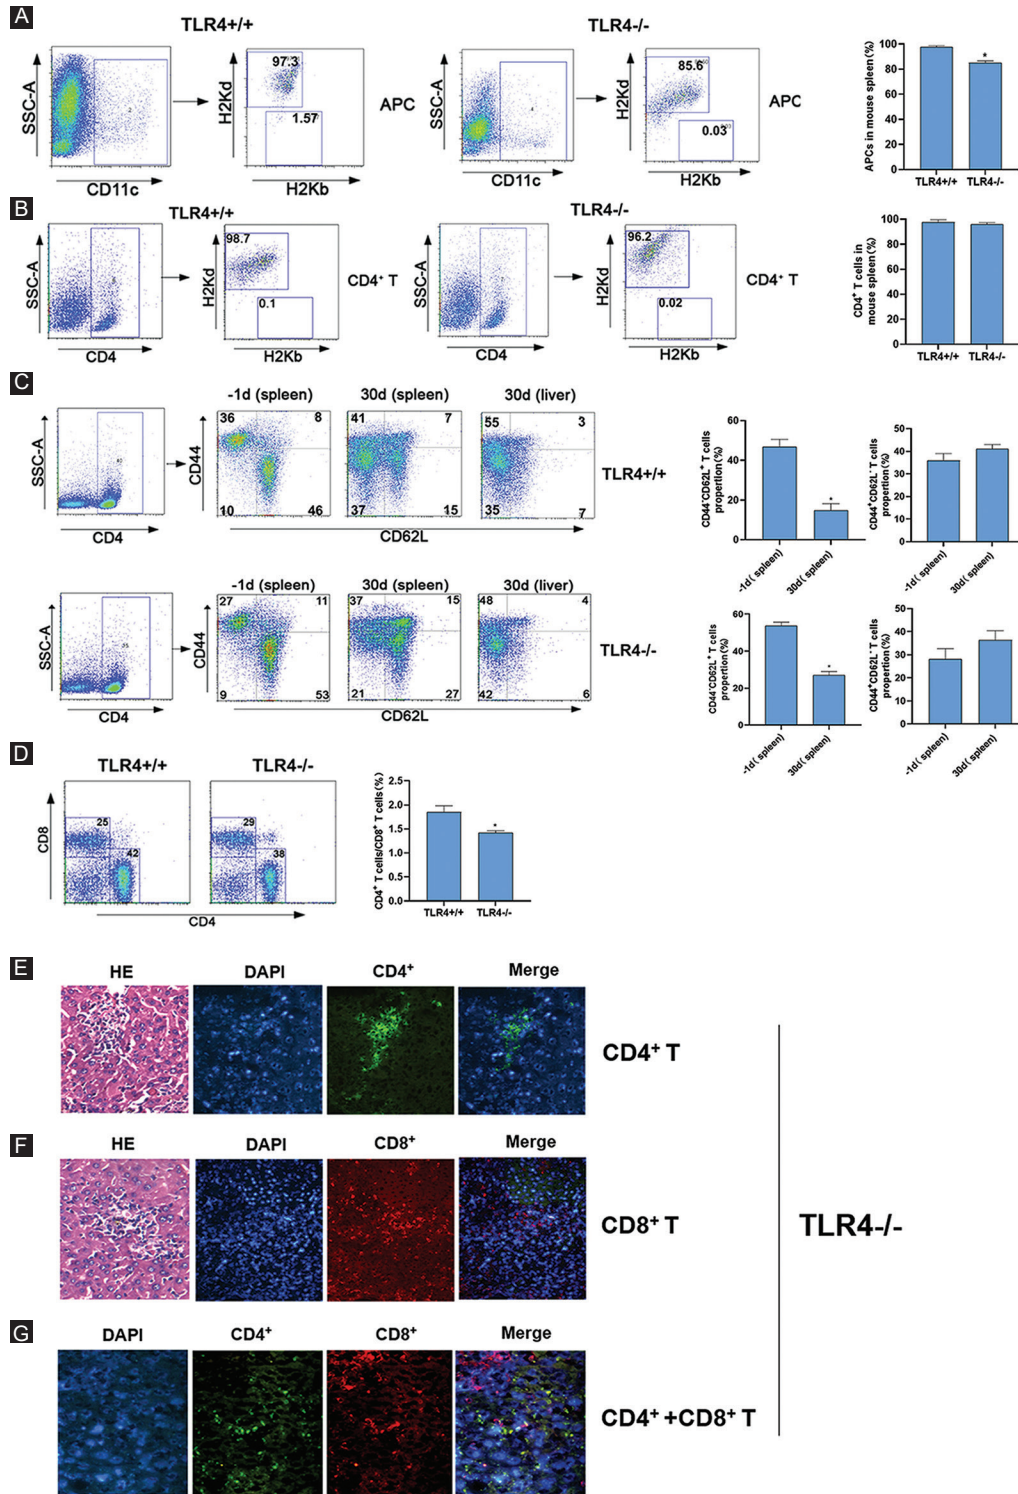 A
TLR4+/+
TLR4-/-
SSC-A
CD11c
H2Kd
97.3
1.57
H2Kb
APC
SSC-A
CD11c
H2Kd
85.6
0.03
H2Kb
APC
APCs in mouse spleen (%)
100
80
60
40
20
0
*
TLR4+/+
TLR4-/-
B
TLR4+/+
TLR4-/-
SSC-A
CD4
H2Kd
98.7
0.1
H2Kb
CD4⁺ T
SSC-A
CD4
H2Kd
96.2
0.02
H2Kb
CD4⁺ T
CD4⁺ T cells in
mouse spleen (%)
100
80
60
40
20
0
TLR4+/+
TLR4-/-
C
-1d (spleen)
30d (spleen)
30d (liver)
SSC-A
CD4
CD44
36
8
10
46
41
7
37
15
55
3
35
7
CD62L
TLR4+/+
CD44⁻CD62L⁺ T cells
proportion (%)
60
40
20
0
*
-1d( spleen)
30d( spleen)
CD44⁺CD62L⁻ T cells
proportion (%)
50
40
30
20
10
0
-1d( spleen)
30d( spleen)
-1d (spleen)
30d (spleen)
30d (liver)
SSC-A
CD4
CD44
27
11
9
53
37
15
21
27
48
4
42
6
CD62L
TLR4-/-
CD44⁻CD62L⁺ T cells
proportion (%)
60
40
20
0
*
-1d( spleen)
30d( spleen)
CD44⁺CD62L⁻ T cells
proportion (%)
50
40
30
20
10
0
-1d( spleen)
30d( spleen)
D
TLR4+/+
TLR4-/-
CD8
25
42
29
38
CD4
CD4⁺ T cells/CD8⁺ T cells (%)
2.5
2.0
1.5
1.0
0.5
0.0
*
TLR4+/+
TLR4-/-
E
HE
DAPI
CD4⁺
Merge
CD4⁺ T
F
HE
DAPI
CD8⁺
Merge
CD8⁺ T
TLR4-/-
G
DAPI
CD4⁺
CD8⁺
Merge
CD4⁺ +CD8⁺ T